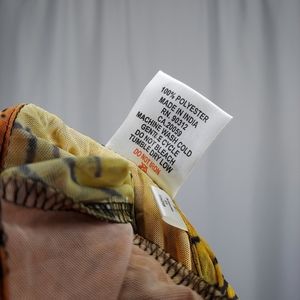 100% POLYESTER
MADE IN INDIA
RN 90212
CA 20059
MACHINE WASH COLD
GENTLE CYCLE
DO NOT BLEACH
TUMBLE DRY LOW
DO NOT IRON